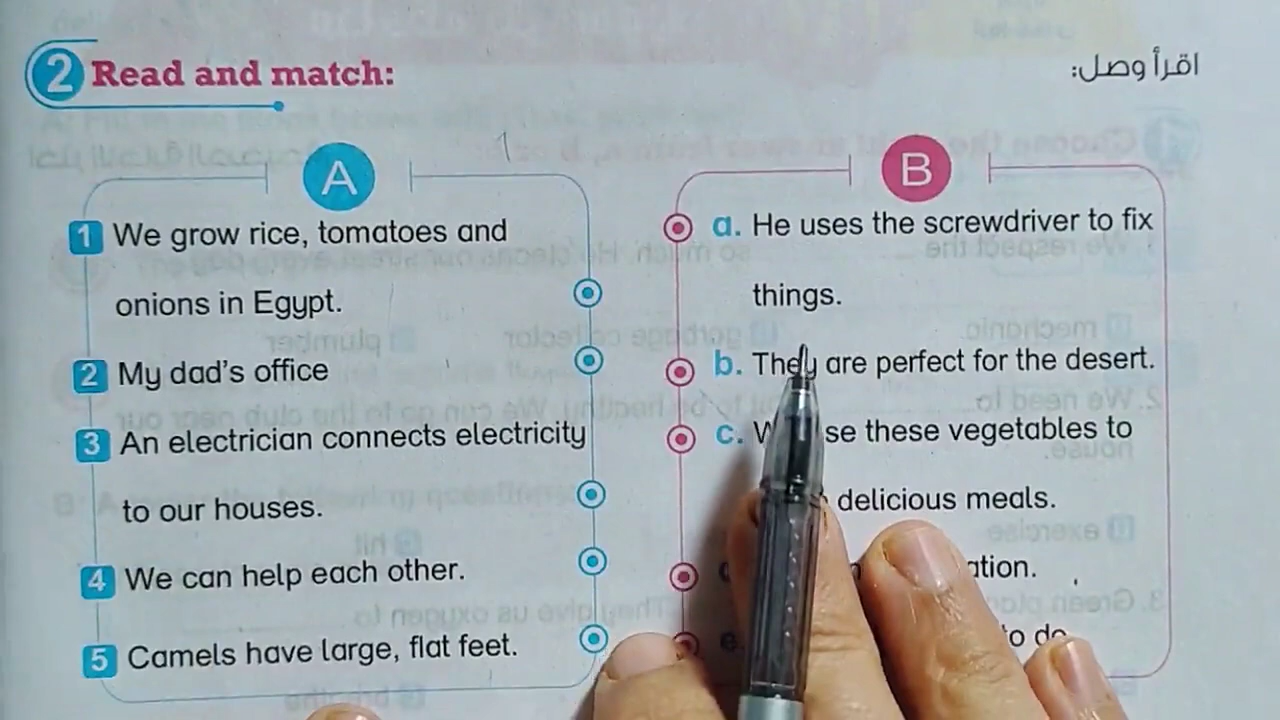 2 Read and match:
اقرأ وصل:
A
1 We grow rice, tomatoes and
onions in Egypt.
2 My dad's office
3 An electrician connects electricity
to our houses.
4 We can help each other.
5 Camels have large, flat feet.
B
a. He uses the screwdriver to fix
things.
b. They are perfect for the desert.
c. these vegetables to
delicious meals.
e. to do